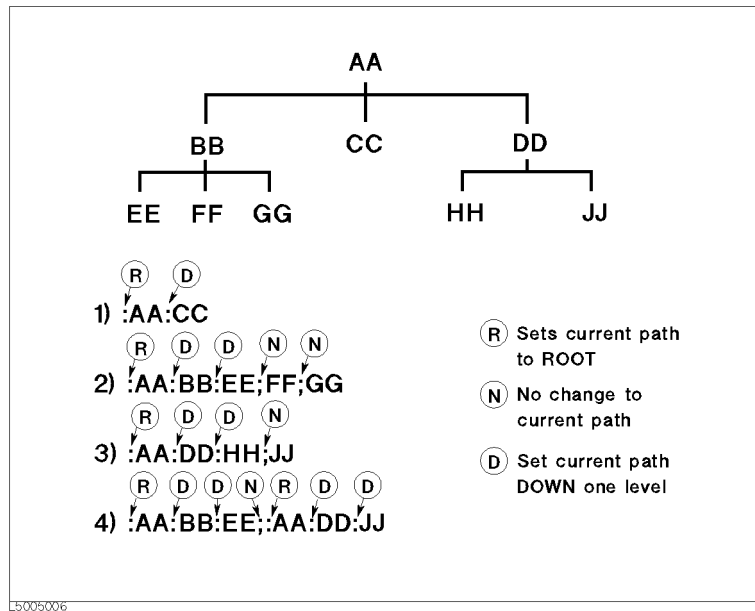 AA
BB CC DD
EE FF GG HH JJ
R D
1) :AA:CC
R D D N N
2) :AA:BB:EE;FF;GG
R D D N
3) :AA:DD:HH;JJ
R D D N R D D
4) :AA:BB:EE;:AA:DD:JJ
R Sets current path
to ROOT
N No change to
current path
D Set current path
DOWN one level
L5005006